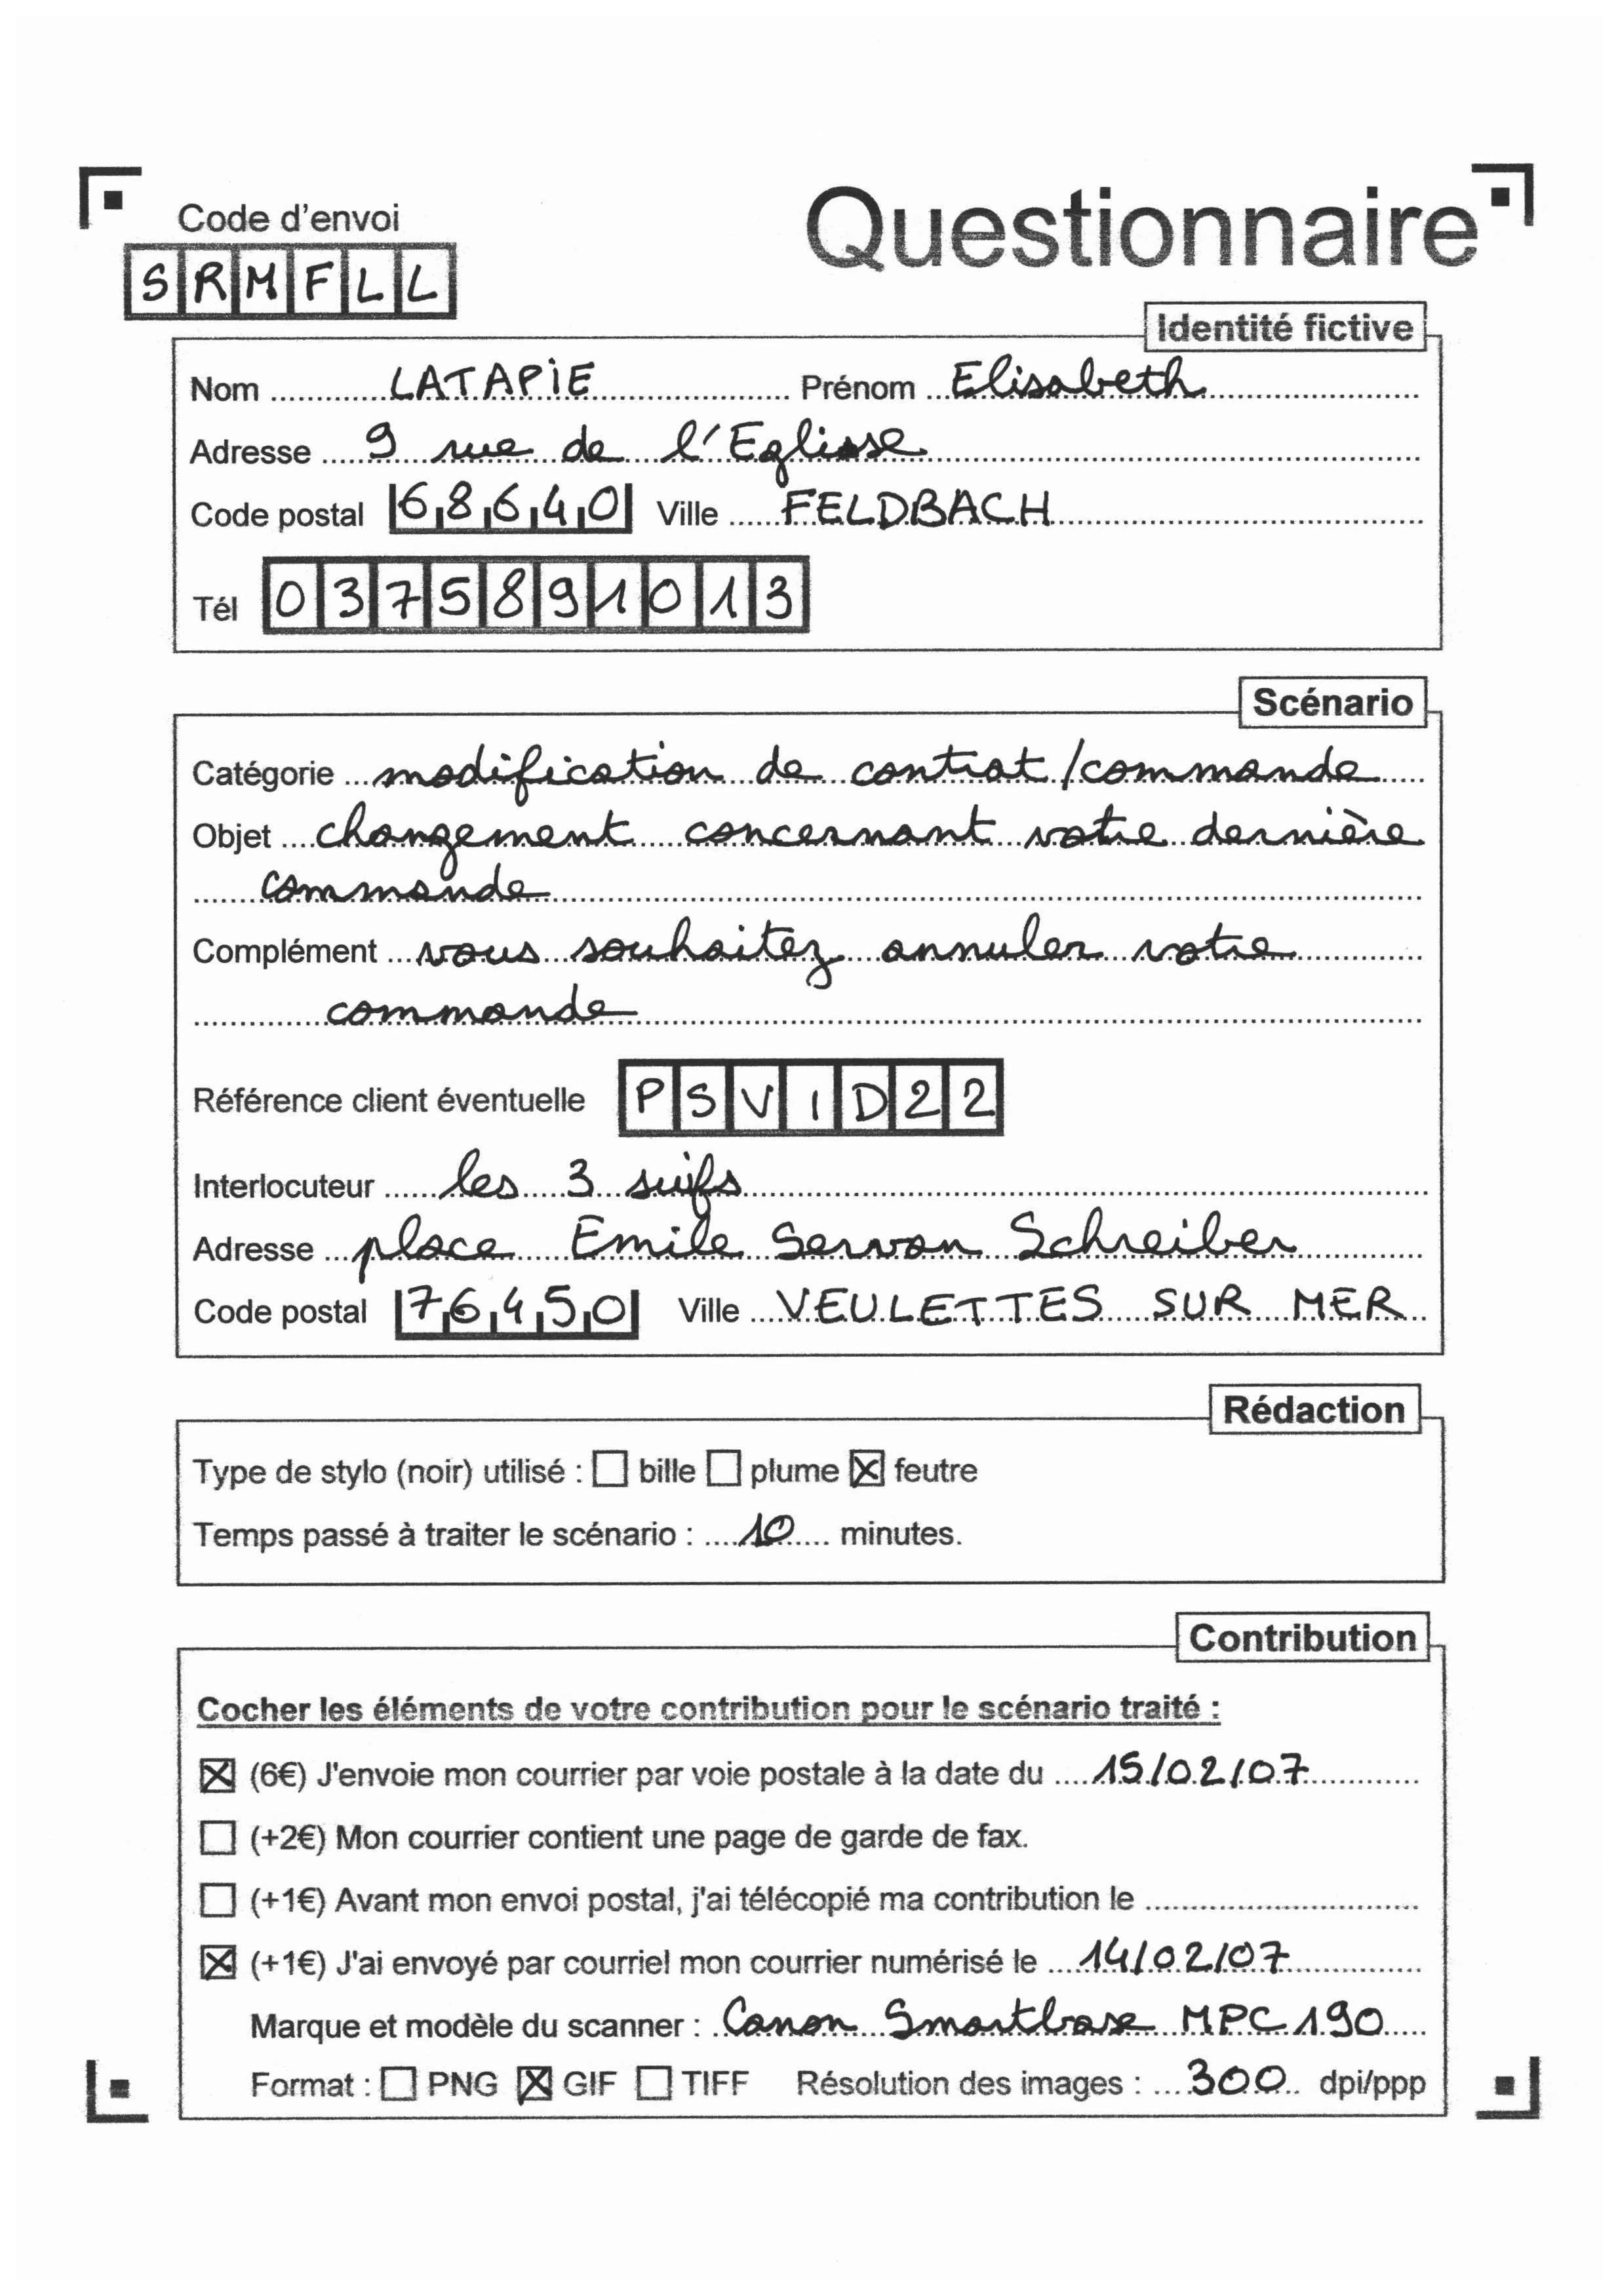 Code d'envoi
Questionnaire
SRMFLL
Identité fictive
Nom LATAPIE Prénom Elisabeth
Adresse 9 rue de l'Eglise
Code postal 68640 Ville FELDBACH
Tél 0375891013
Scénario
Catégorie modification de contrat/commande
Objet changement concernant votre dernière
commande
Complément vous souhaitez annuler votre
commande
Référence client éventuelle PSVID22
Interlocuteur les 3 suifs
Adresse place Emile Servan Schreiber
Code postal 76450 Ville VEULETTES SUR MER
Rédaction
Type de stylo (noir) utilisé : ☐ bille ☐ plume ☒ feutre
Temps passé à traiter le scénario : 10 minutes.
Contribution
Cocher les éléments de votre contribution pour le scénario traité :
☒ (6€) J'envoie mon courrier par voie postale à la date du 15/02/07
☐ (+2€) Mon courrier contient une page de garde de fax.
☐ (+1€) Avant mon envoi postal, j'ai télécopié ma contribution le
☒ (+1€) J'ai envoyé par courriel mon courrier numérisé le 14/02/07
Marque et modèle du scanner : Canon Smartbase MPC 190
Format : ☐ PNG ☒ GIF ☐ TIFF Résolution des images : 300 dpi/ppp